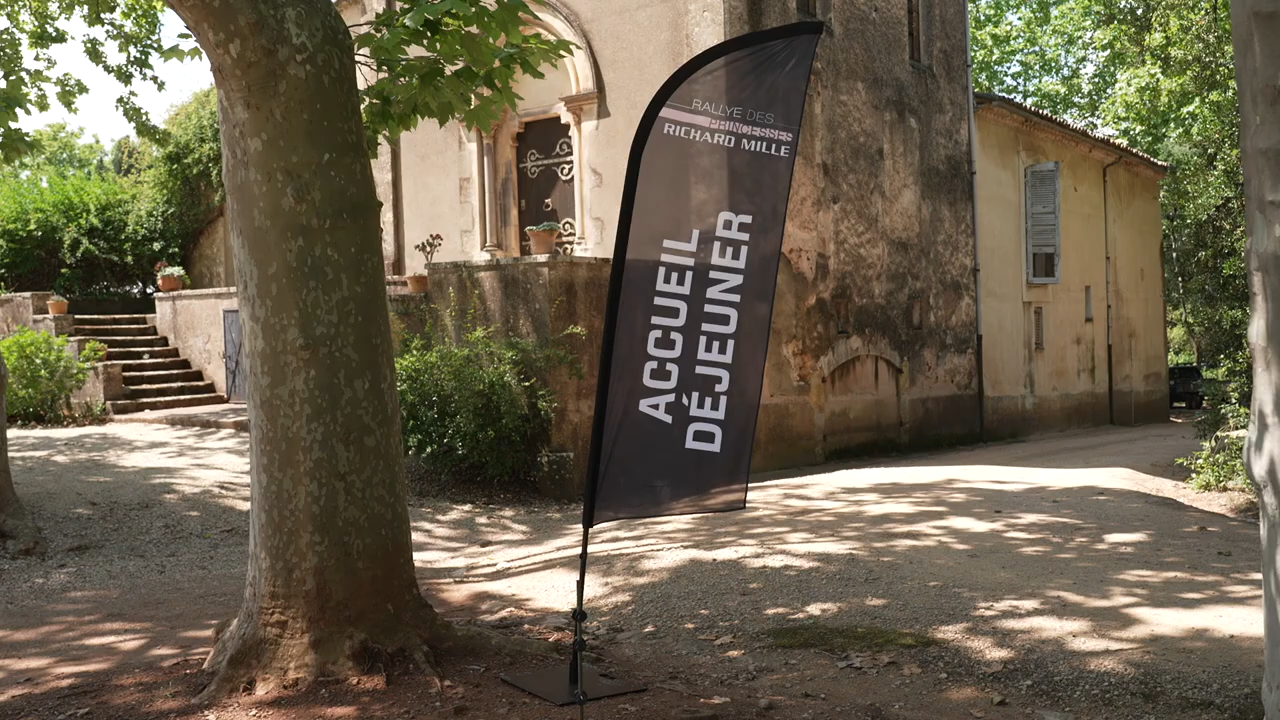 RALLYE DES
PRINCESSES
RICHARD MILLE
ACCUEIL
DÉJEUNER